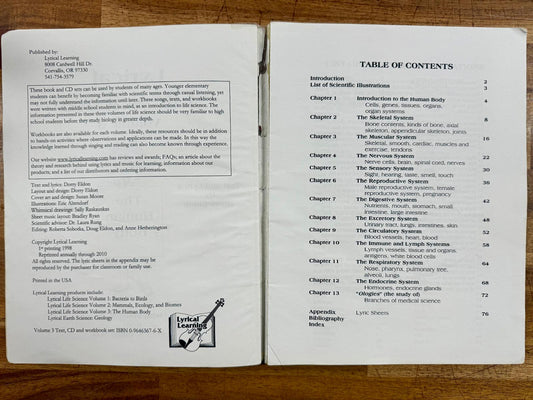 Published by:
Lyrical Learning
8008 Cardwell Hill Dr.
Corvallis, OR 97330
541-754-3579
These book and CD sets can be used by students of many ages. Younger elementary
students can benefit by becoming familiar with scientific terms through casual listening, yet
may not fully understand the information until later. These songs, texts, and workbooks
were written with middle school students in mind, as an introduction to life science. The
information presented in these three volumes of life science should be very familiar to high
school students before they study biology in greater depth.
Workbooks are also available for each volume. Ideally, these resources should be in addition
to hands-on activities where observations and applications can be made. In this way the
knowledge learned through singing and reading can also become known through experience.
Our website www.lyricallearning.com has reviews and awards, FAQs, an article about the
theory and research behind using lyrics and music for learning, information about our
products, and a list of our distributors and ordering information.
Text and lyrics: Dorry Eldon
Layout and design: Dorry Eldon
Cover art and design: Susan Moore
Illustrations: Eric Altendorf
Whimsical drawings: Sally Raskauskas
Sheet music layout: Bradley Ryan
Scientific Advisor: Dr. Laura Rung
Editing: Roberta Sobotka, Doug Eldon, and Anne Hetherington
Copyright Lyrical Learning
1st printing 1998
Reprinted annually through 2010
All rights reserved. The lyric sheets in the appendix may be
reproduced by the purchaser for classroom or family use.
Printed in the USA
Lyrical Learning products include:
Lyrical Life Science Volume 1: Bacteria to Birds
Lyrical Life Science Volume 2: Mammals, Ecology, and Biomes
Lyrical Life Science Volume 3: The Human Body
Lyrical Earth Science: Geology
Volume 3 Text, CD and workbook set: ISBN 0-9646367-6-X
Lyrical
Learning
TABLE OF CONTENTS
Introduction 2
List of Scientific Illustrations 3
Chapter 1 Introduction to the Human Body 4
Cells, genes, tissues, organs,
organ systems
Chapter 2 The Skeletal System 8
Bone contents, kinds of bone, axial
skeleton, appendicular skeleton, joints
Chapter 3 The Muscular System 16
Skeletal, smooth, cardiac, muscles and
exercise, tendons
Chapter 4 The Nervous System 22
Nerve cells, brain, spinal cord, nerves
Chapter 5 The Sensory System 30
Sight, hearing, taste, smell, touch
Chapter 6 The Reproductive System 36
Male reproductive system, female
reproductive system, pregnancy
Chapter 7 The Digestive System 42
Nutrients, mouth, stomach, small
intestine, large intestine
Chapter 8 The Excretory System 48
Urinary tract, lungs, intestines, skin
Chapter 9 The Circulatory System 52
Blood vessels, heart, blood
Chapter 10 The Immune and Lymph Systems 58
Lymph vessels, tissue and organs,
antigens, white blood cells
Chapter 11 The Respiratory System 64
Nose, pharynx, pulmonary tree,
alveoli, lungs
Chapter 12 The Endocrine System 68
Hormones, endocrine glands
Chapter 13 "Ologies" (the study of) 72
Branches of medical science
Appendix Lyric Sheets 76
Bibliography
Index